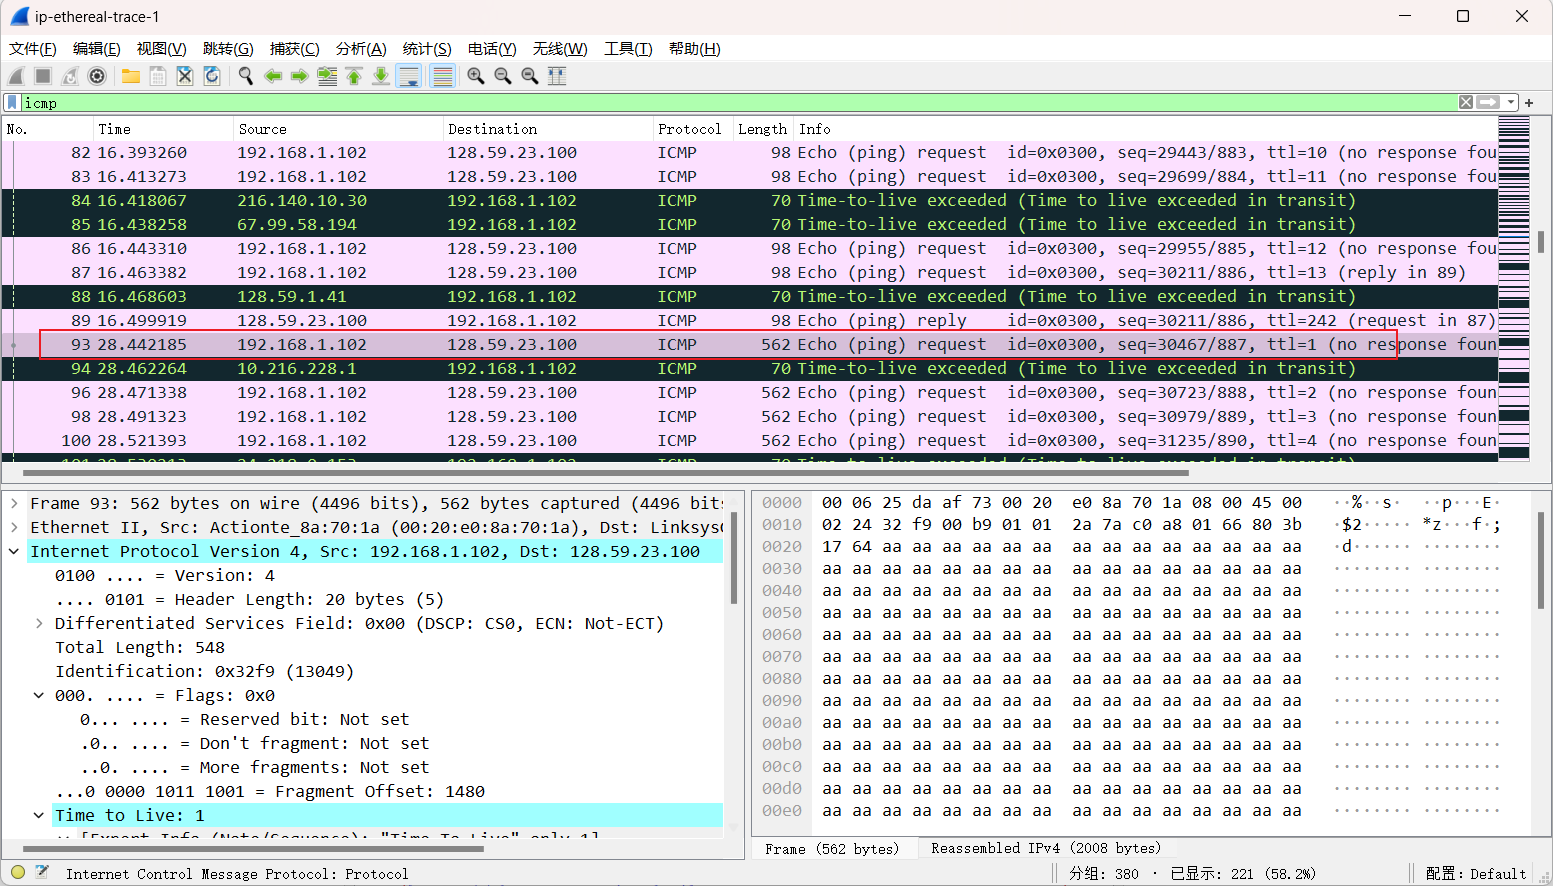 ip-ethereal-trace-1
文件(F) 编辑(E) 视图(V) 跳转(G) 捕获(C) 分析(A) 统计(S) 电话(Y) 无线(W) 工具(T) 帮助(H)
icmp
No. Time Source Destination Protocol Length Info
82 16.393260 192.168.1.102 128.59.23.100 ICMP 98 Echo (ping) request id=0x0300, seq=29443/883, ttl=10 (no response foun
83 16.413273 192.168.1.102 128.59.23.100 ICMP 98 Echo (ping) request id=0x0300, seq=29699/884, ttl=11 (no response foun
84 16.418067 216.140.10.30 192.168.1.102 ICMP 70 Time-to-live exceeded (Time to live exceeded in transit)
85 16.438258 67.99.58.194 192.168.1.102 ICMP 70 Time-to-live exceeded (Time to live exceeded in transit)
86 16.443310 192.168.1.102 128.59.23.100 ICMP 98 Echo (ping) request id=0x0300, seq=29955/885, ttl=12 (no response foun
87 16.463382 192.168.1.102 128.59.23.100 ICMP 98 Echo (ping) request id=0x0300, seq=30211/886, ttl=13 (reply in 89)
88 16.468603 128.59.1.41 192.168.1.102 ICMP 70 Time-to-live exceeded (Time to live exceeded in transit)
89 16.499919 128.59.23.100 192.168.1.102 ICMP 98 Echo (ping) reply id=0x0300, seq=30211/886, ttl=242 (request in 87)
93 28.442185 192.168.1.102 128.59.23.100 ICMP 562 Echo (ping) request id=0x0300, seq=30467/887, ttl=1 (no response foun
94 28.462264 10.216.228.1 192.168.1.102 ICMP 70 Time-to-live exceeded (Time to live exceeded in transit)
96 28.471338 192.168.1.102 128.59.23.100 ICMP 562 Echo (ping) request id=0x0300, seq=30723/888, ttl=2 (no response foun
98 28.491323 192.168.1.102 128.59.23.100 ICMP 562 Echo (ping) request id=0x0300, seq=30979/889, ttl=3 (no response foun
100 28.521393 192.168.1.102 128.59.23.100 ICMP 562 Echo (ping) request id=0x0300, seq=31235/890, ttl=4 (no response foun
Frame 93: 562 bytes on wire (4496 bits), 562 bytes captured (4496 bit
Ethernet II, Src: Actionte_8a:70:1a (00:20:e0:8a:70:1a), Dst: Linksys
Internet Protocol Version 4, Src: 192.168.1.102, Dst: 128.59.23.100
0100 .... = Version: 4
.... 0101 = Header Length: 20 bytes (5)
Differentiated Services Field: 0x00 (DSCP: CS0, ECN: Not-ECT)
Total Length: 548
Identification: 0x32f9 (13049)
000. .... = Flags: 0x0
0... .... = Reserved bit: Not set
.0.. .... = Don't fragment: Not set
..0. .... = More fragments: Not set
...0 0000 1011 1001 = Fragment Offset: 1480
Time to Live: 1
[Expert Info (Note/Sequence): "Time To Live" only 1]
0000 00 06 25 da af 73 00 20 e0 8a 70 1a 08 00 45 00 ··%··s·  ··p···E·
0010 02 24 32 f9 00 b9 01 01 2a 7a c0 a8 01 66 80 3b ·$2····· *z···f·;
0020 17 64 aa aa aa aa aa aa aa aa aa aa aa aa aa aa ·d······ ········
0030 aa aa aa aa aa aa aa aa aa aa aa aa aa aa aa aa ········ ········
0040 aa aa aa aa aa aa aa aa aa aa aa aa aa aa aa aa ········ ········
0050 aa aa aa aa aa aa aa aa aa aa aa aa aa aa aa aa ········ ········
0060 aa aa aa aa aa aa aa aa aa aa aa aa aa aa aa aa ········ ········
0070 aa aa aa aa aa aa aa aa aa aa aa aa aa aa aa aa ········ ········
0080 aa aa aa aa aa aa aa aa aa aa aa aa aa aa aa aa ········ ········
0090 aa aa aa aa aa aa aa aa aa aa aa aa aa aa aa aa ········ ········
00a0 aa aa aa aa aa aa aa aa aa aa aa aa aa aa aa aa ········ ········
00b0 aa aa aa aa aa aa aa aa aa aa aa aa aa aa aa aa ········ ········
00c0 aa aa aa aa aa aa aa aa aa aa aa aa aa aa aa aa ········ ········
00d0 aa aa aa aa aa aa aa aa aa aa aa aa aa aa aa aa ········ ········
00e0 aa aa aa aa aa aa aa aa aa aa aa aa aa aa aa aa ········ ········
Frame (562 bytes) Reassembled IPv4 (2008 bytes)
Internet Control Message Protocol: Protocol 分组: 380 · 已显示: 221 (58.2%) 配置: Default